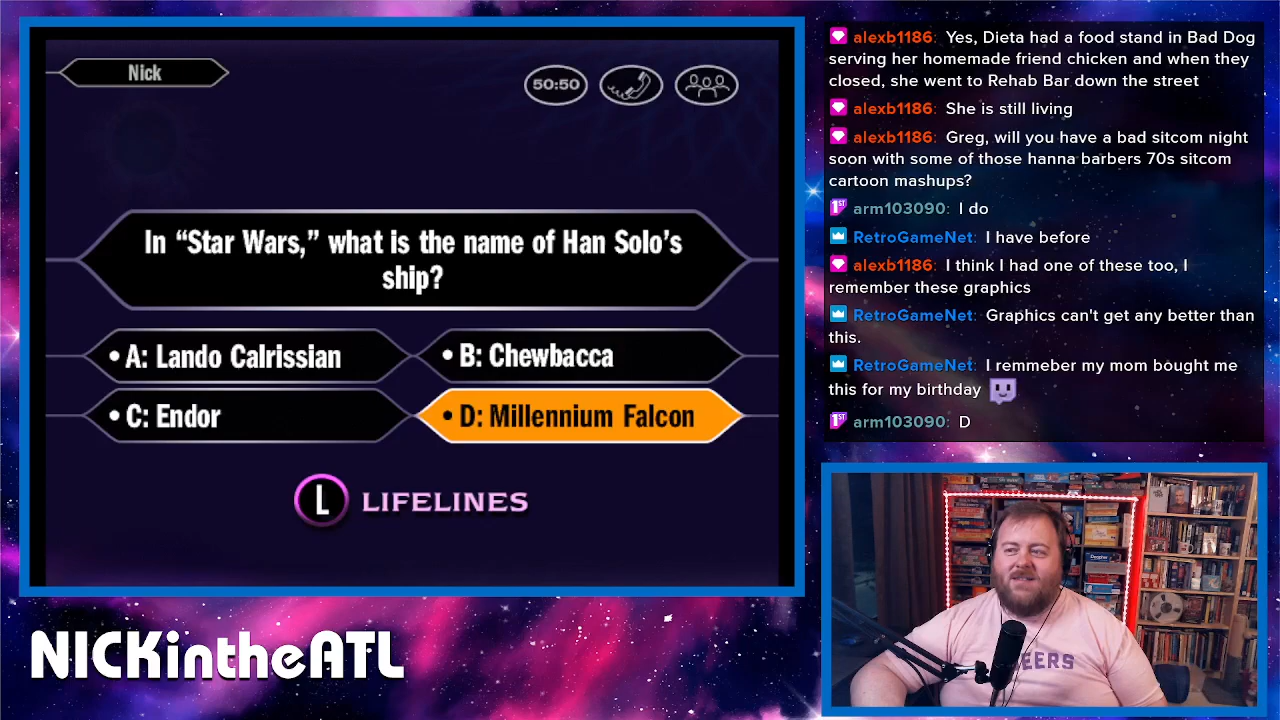 Nick
50:50
In “Star Wars,” what is the name of Han Solo’s
ship?
• A: Lando Calrissian
• B: Chewbacca
• C: Endor
• D: Millennium Falcon
L LIFELINES
NICKintheATL
alexb1186: Yes, Dieta had a food stand in Bad Dog
serving her homemade friend chicken and when they
closed, she went to Rehab Bar down the street
alexb1186: She is still living
alexb1186: Greg, will you have a bad sitcom night
soon with some of those hanna barbers 70s sitcom
cartoon mashups?
1ST arm103090: I do
RetroGameNet: I have before
alexb1186: I think I had one of these too, I
remember these graphics
RetroGameNet: Graphics can't get any better than
this.
RetroGameNet: I remmeber my mom bought me
this for my birthday
1ST arm103090: D
EERS